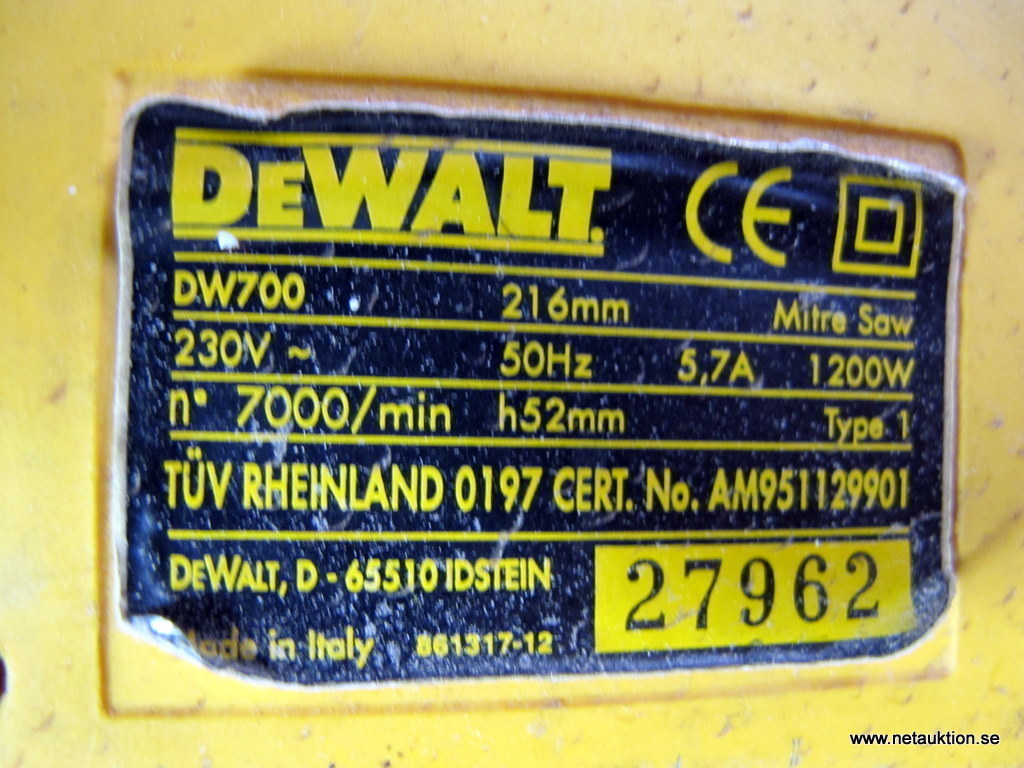 DEWALT. CE
DW700 216mm Mitre Saw
230V ~ 50Hz 5,7A 1200W
n° 7000/min h52mm Type 1
TÜV RHEINLAND 0197 CERT. No. AM951129901
DEWALT, D - 65510 IDSTEIN
27962
Made in Italy 861317-12
www.netauktion.se